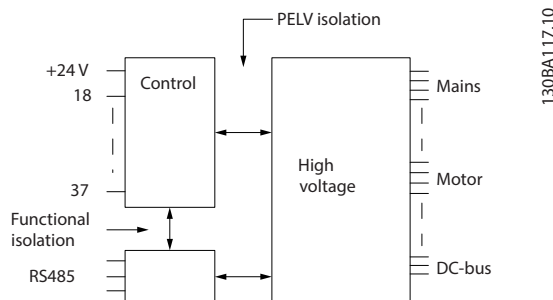 PELV isolation
130BA117.10
+24 V
Control
Mains
18
High
voltage
Motor
37
Functional
isolation
DC-bus
RS485